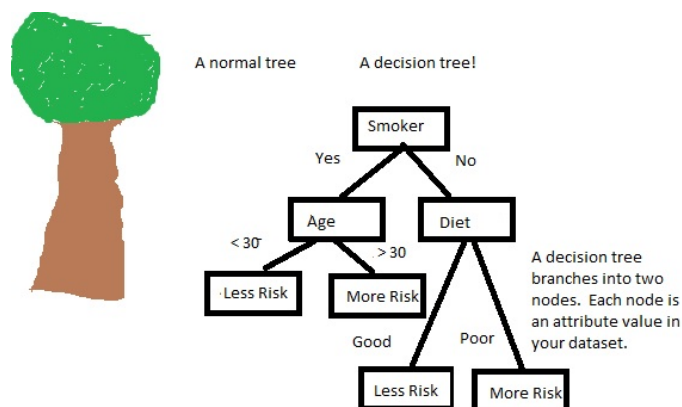 A normal tree
A decision tree!
Smoker
Yes
No
Age
Diet
< 30
> 30
Less Risk
More Risk
A decision tree
branches into two
nodes.  Each node is
an attribute value in
your dataset.
Good
Poor
Less Risk
More Risk